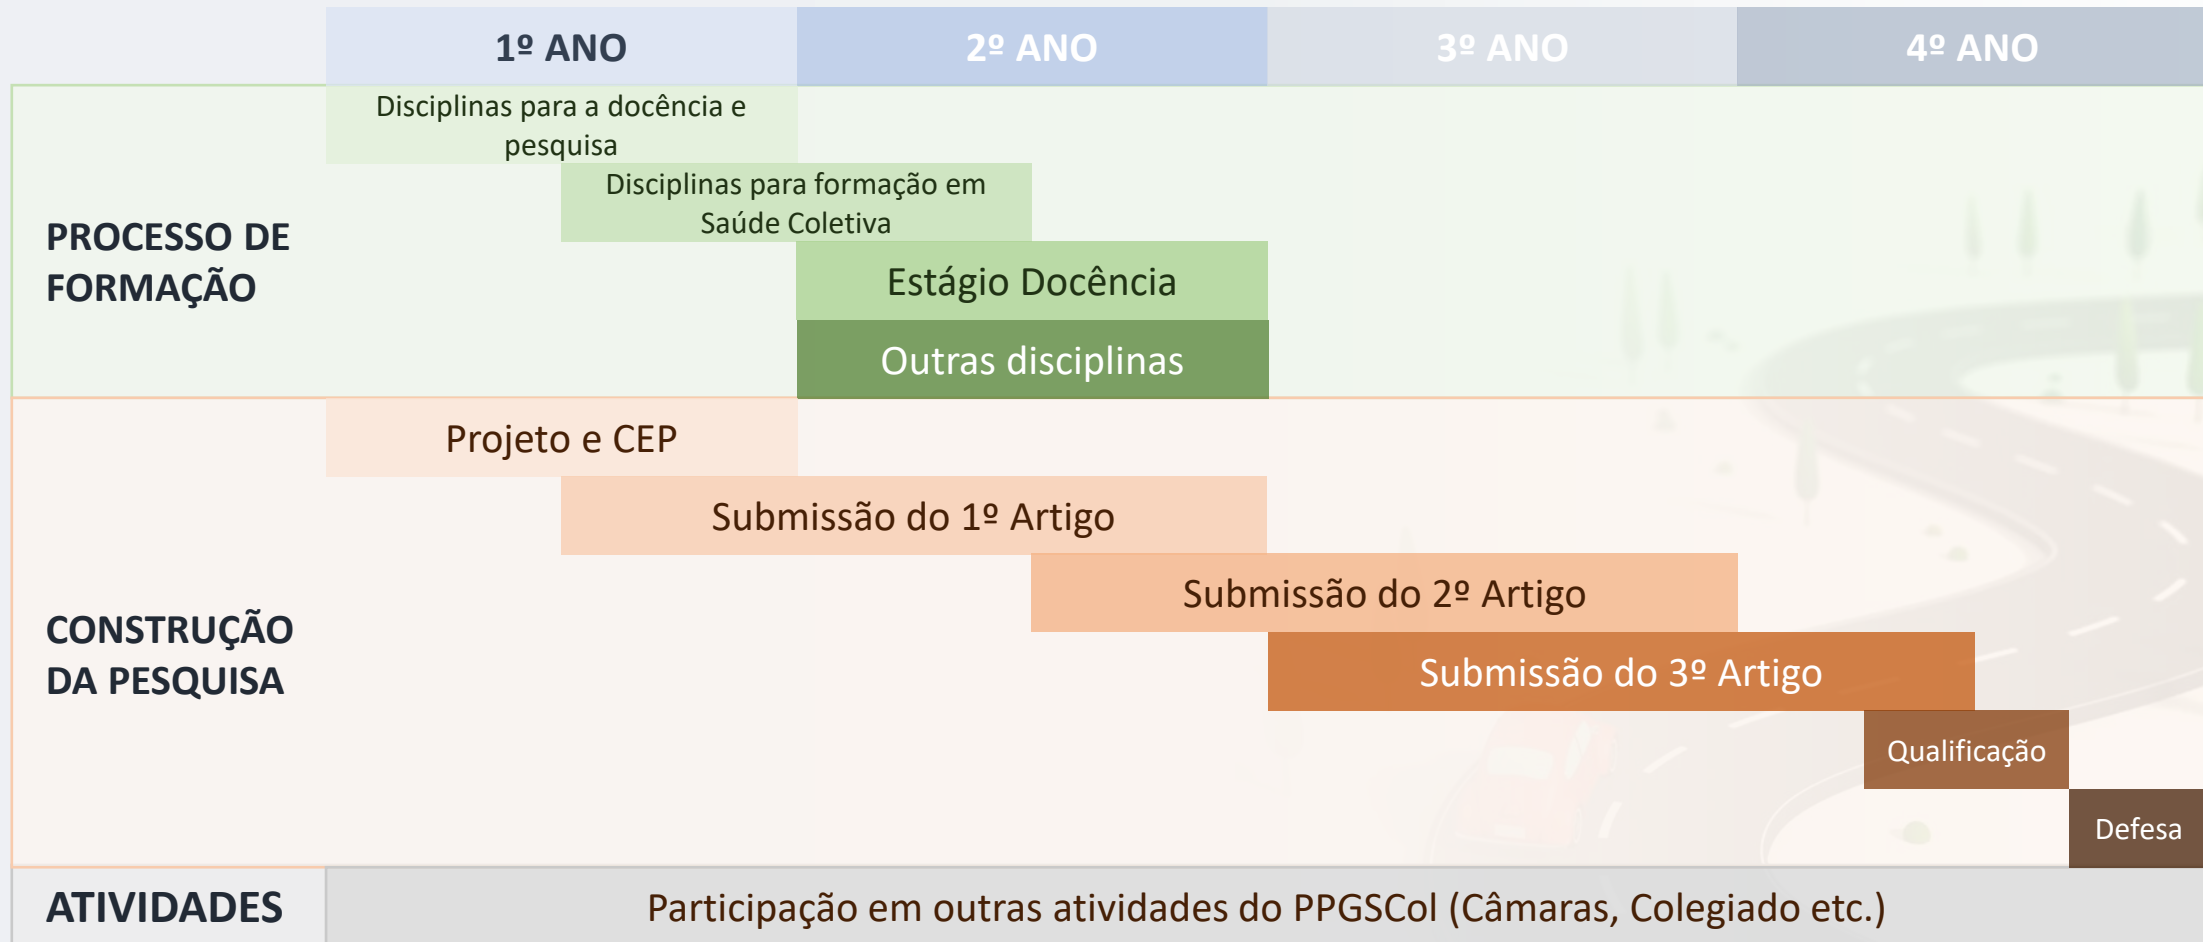 1º ANO
2º ANO
3º ANO
4º ANO
PROCESSO DE
FORMAÇÃO
Disciplinas para a docência e
pesquisa
Disciplinas para formação em
Saúde Coletiva
Estágio Docência
Outras disciplinas
CONSTRUÇÃO
DA PESQUISA
Projeto e CEP
Submissão do 1º Artigo
Submissão do 2º Artigo
Submissão do 3º Artigo
Qualificação
Defesa
ATIVIDADES
Participação em outras atividades do PPGSCol (Câmaras, Colegiado etc.)